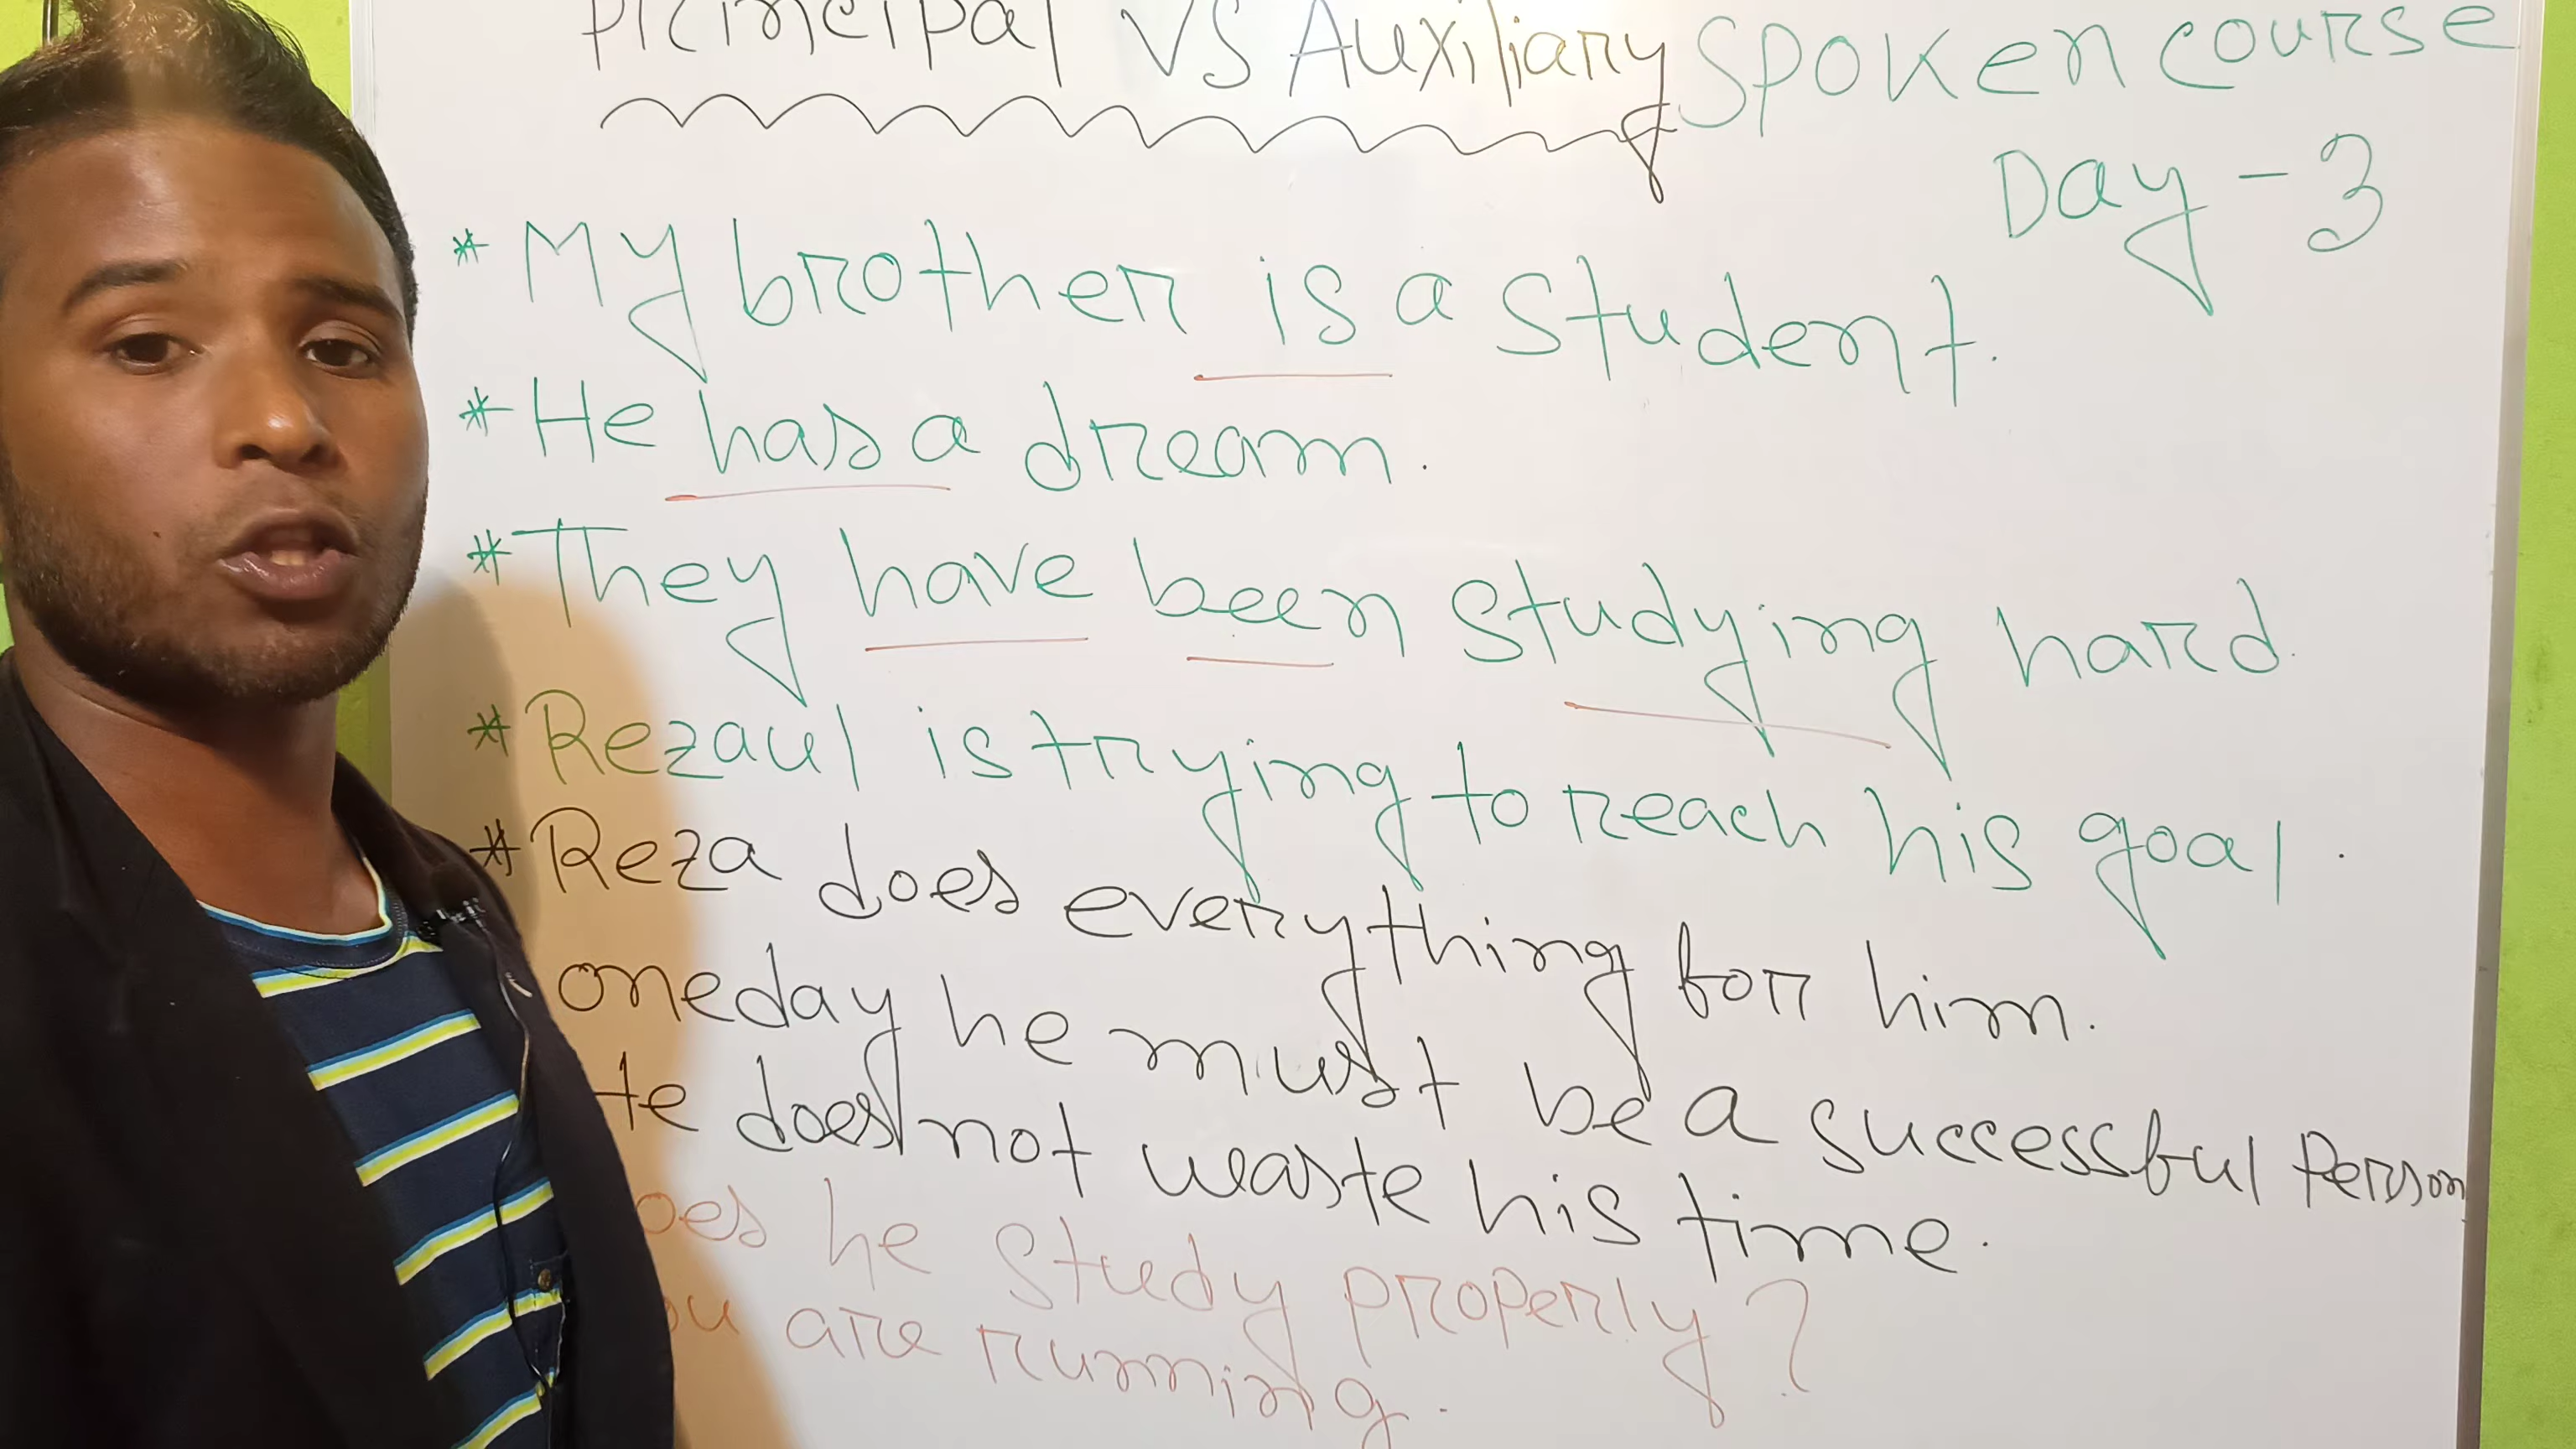 Principal VS Auxiliary Spoken course
Day-3
* My brother is a student.
* He has a dream.
* They have been studying hard.
* Rezaul is trying to reach his goal.
* Reza does everything for him.
oneday he must be a successful person
He does not waste his time.
oes he study properly?
ou are running.